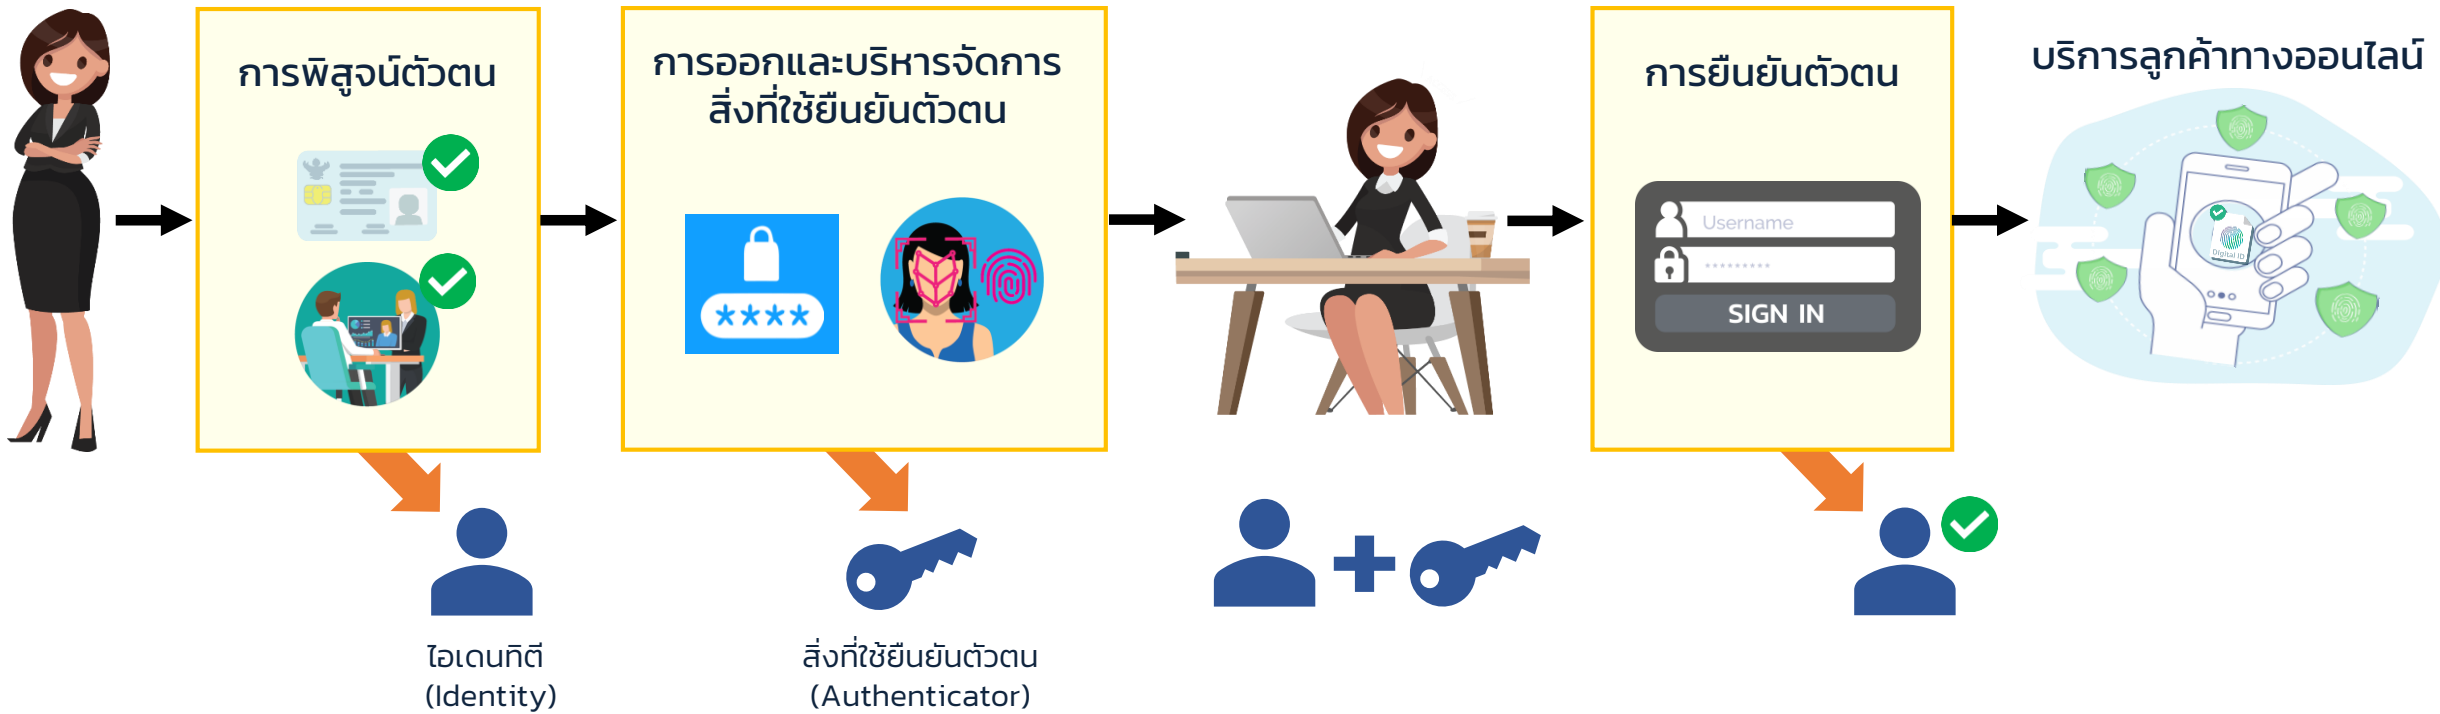 การพิสูจน์ตัวตน
การออกและบริหารจัดการ
สิ่งที่ใช้ยืนยันตัวตน
การยืนยันตัวตน
บริการลูกค้าทางออนไลน์
****
Username
*********
SIGN IN
Digital ID
ไอเดนทิตี
(Identity)
สิ่งที่ใช้ยืนยันตัวตน
(Authenticator)